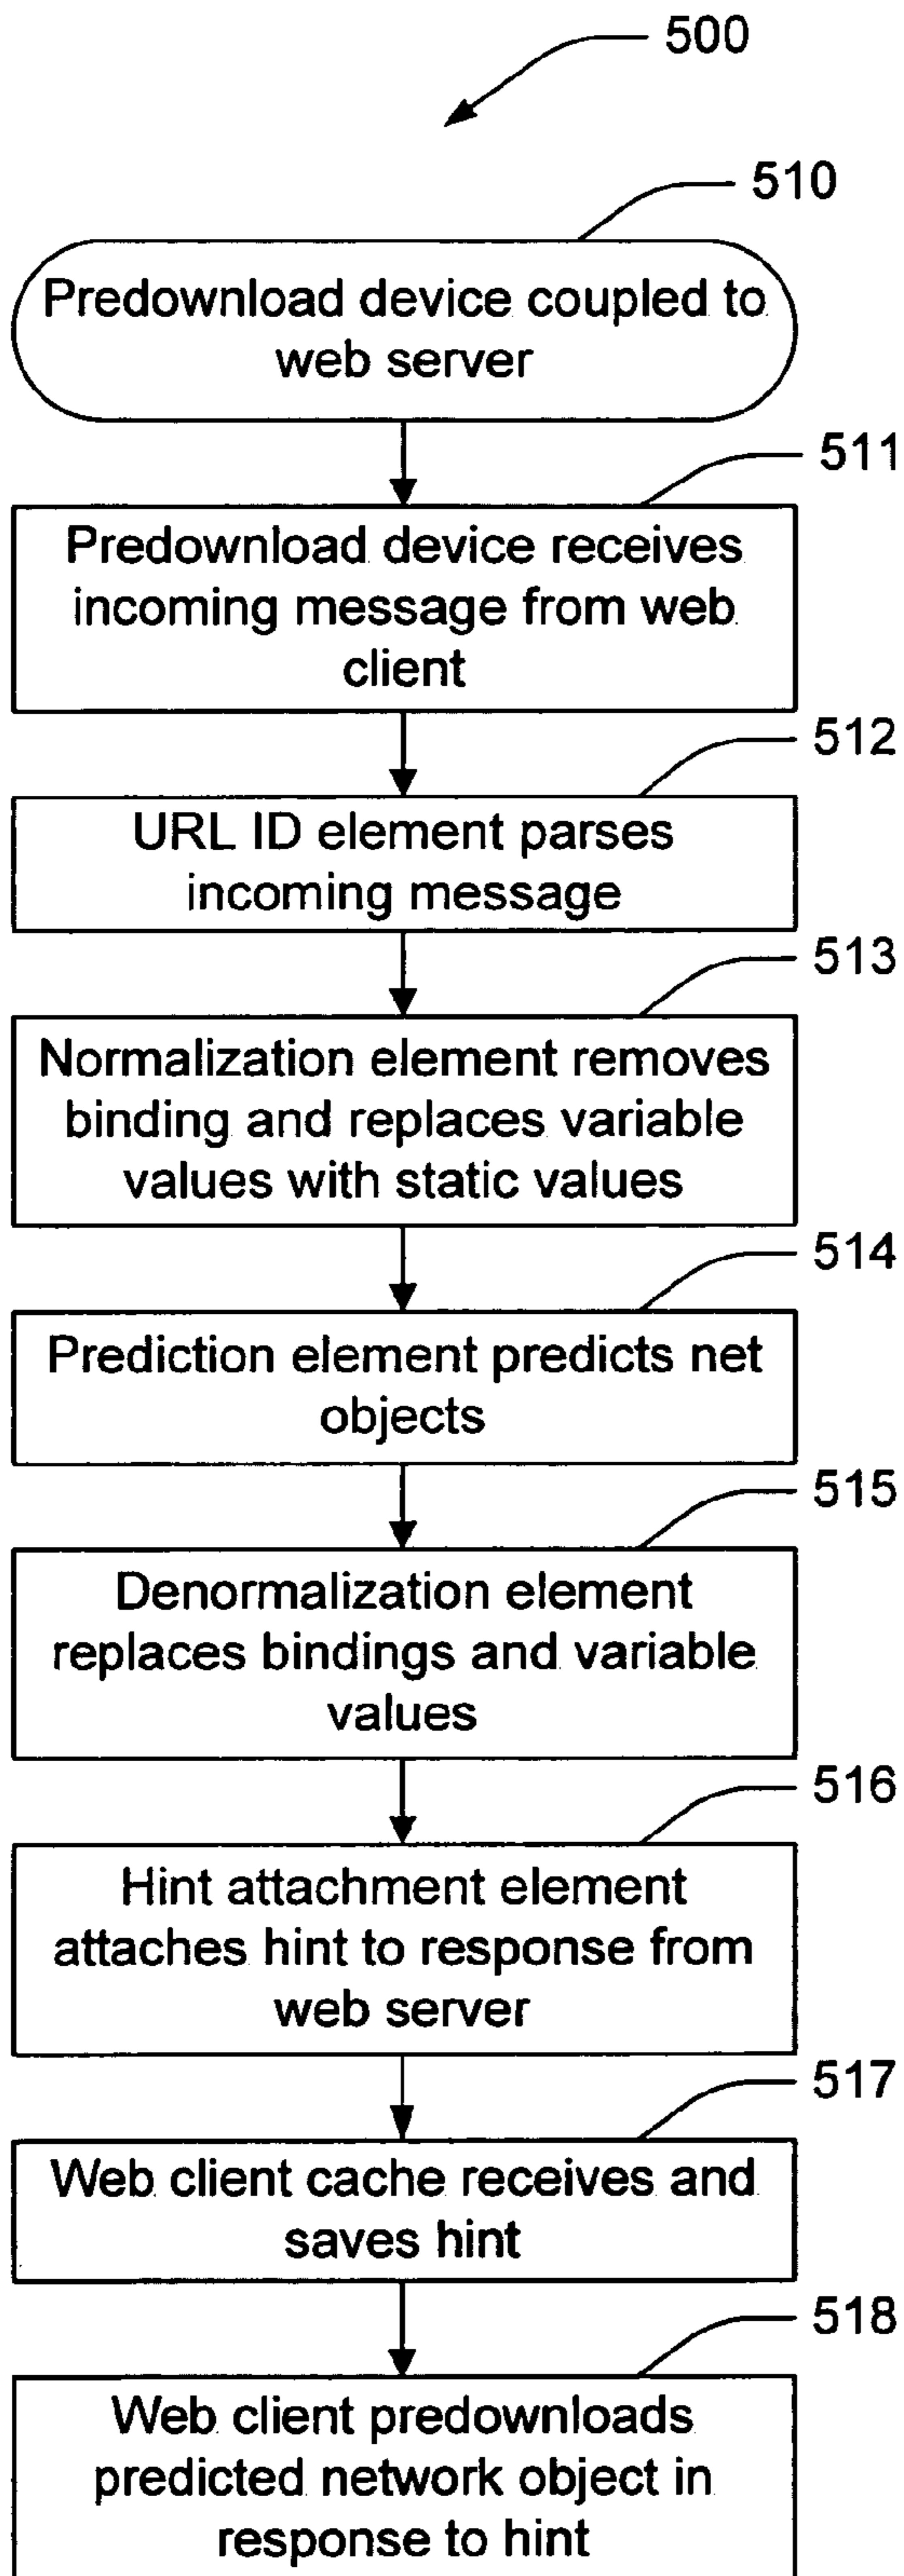 500
510
Predownload device coupled to
web server
511
Predownload device receives
incoming message from web
client
512
URL ID element parses
incoming message
513
Normalization element removes
binding and replaces variable
values with static values
514
Prediction element predicts net
objects
515
Denormalization element
replaces bindings and variable
values
516
Hint attachment element
attaches hint to response from
web server
517
Web client cache receives and
saves hint
518
Web client predownloads
predicted network object in
response to hint